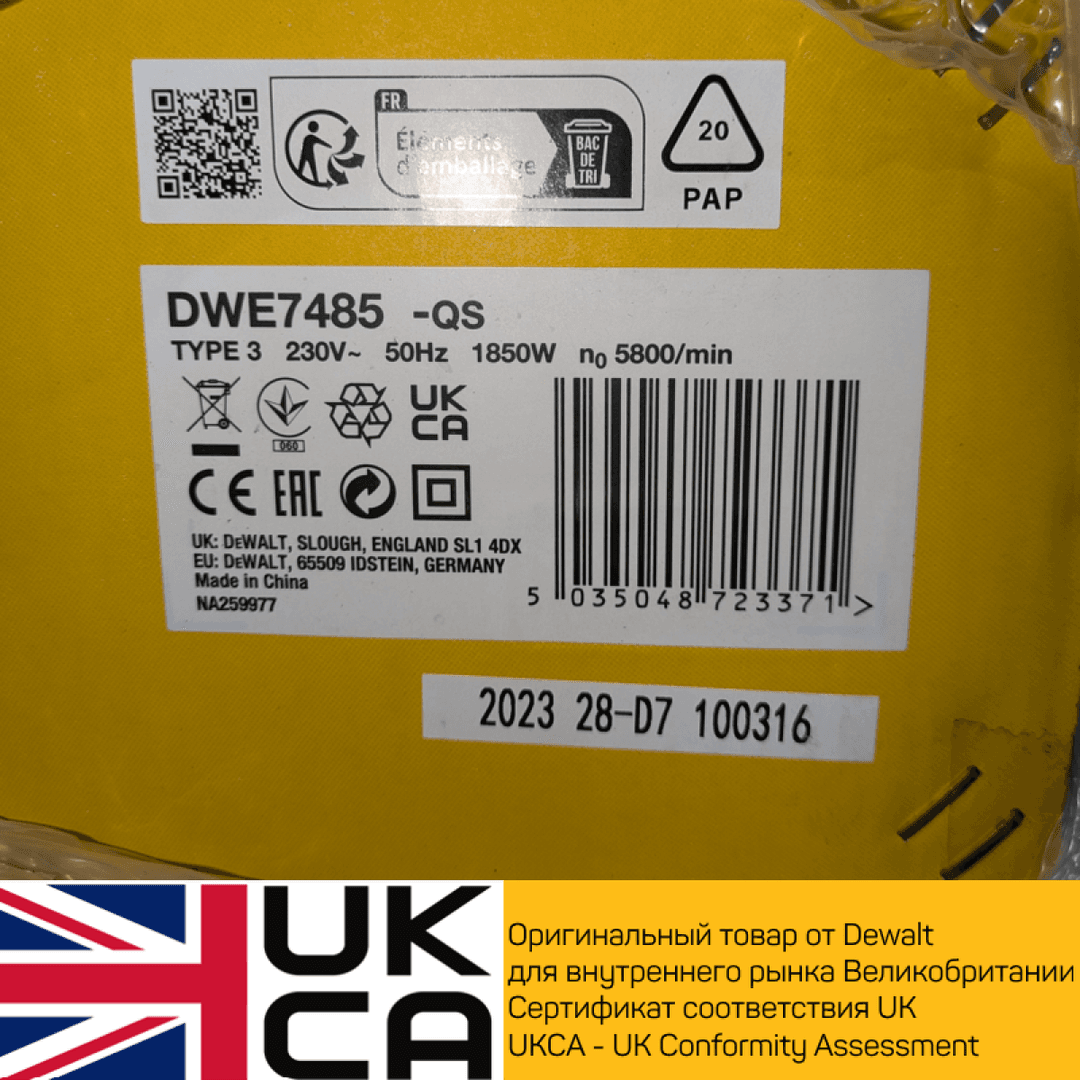 FR
Éléments
d'emballage
BAC
DE
TRI
20
PAP
DWE7485 -QS
TYPE 3 230V~ 50Hz 1850W n₀ 5800/min
060
UK
CA
CE EAC
UK: DEWALT, SLOUGH, ENGLAND SL1 4DX
EU: DEWALT, 65509 IDSTEIN, GERMANY
Made in China
NA259977
5 035048 723371 >
2023 28-D7 100316
UK
CA
Оригинальный товар от Dewalt
для внутреннего рынка Великобритании
Сертификат соответствия UK
UKCA - UK Conformity Assessment